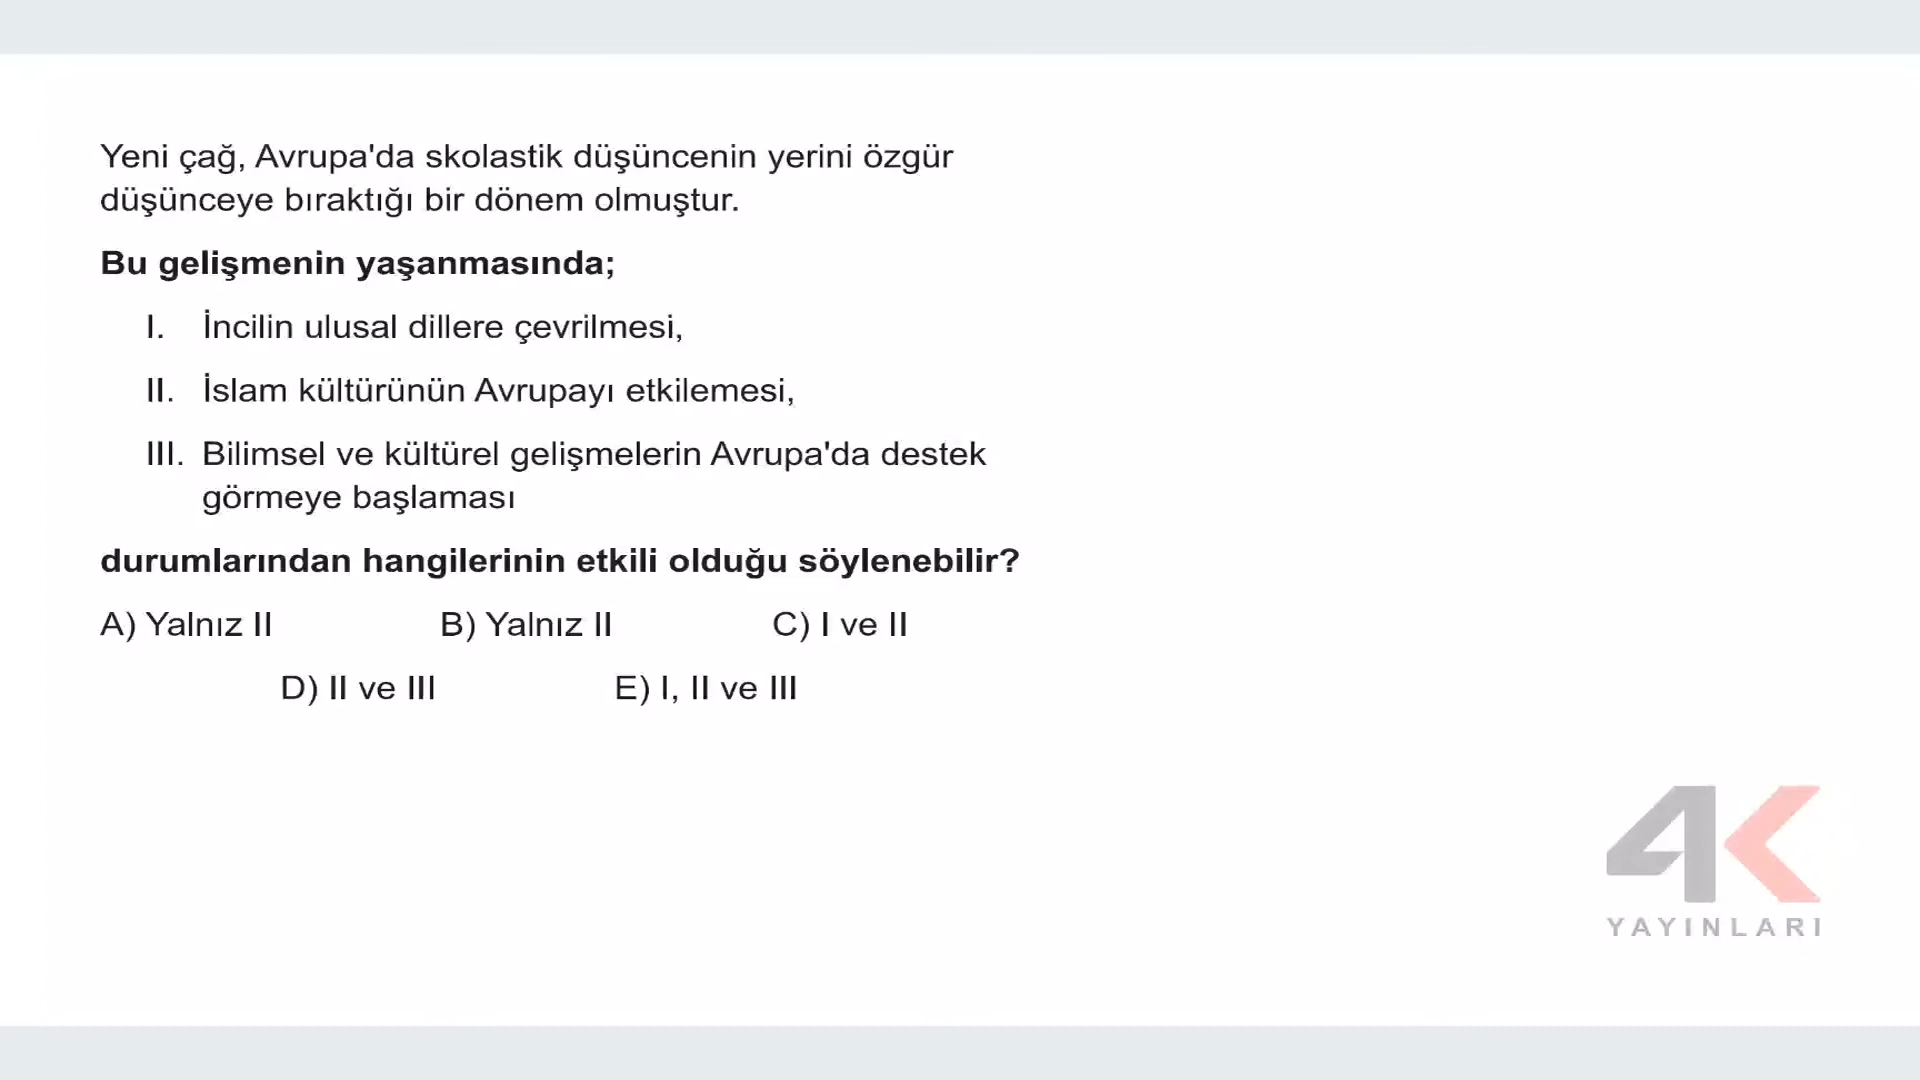 Yeni çağ, Avrupa'da skolastik düşüncenin yerini özgür
düşünceye bıraktığı bir dönem olmuştur.
Bu gelişmenin yaşanmasında;
I. İncilin ulusal dillere çevrilmesi,
II. İslam kültürünün Avrupayı etkilemesi,
III. Bilimsel ve kültürel gelişmelerin Avrupa'da destek
görmeye başlaması
durumlarından hangilerinin etkili olduğu söylenebilir?
A) Yalnız II B) Yalnız II C) I ve II
D) II ve III E) I, II ve III
4K
YAYINLARI